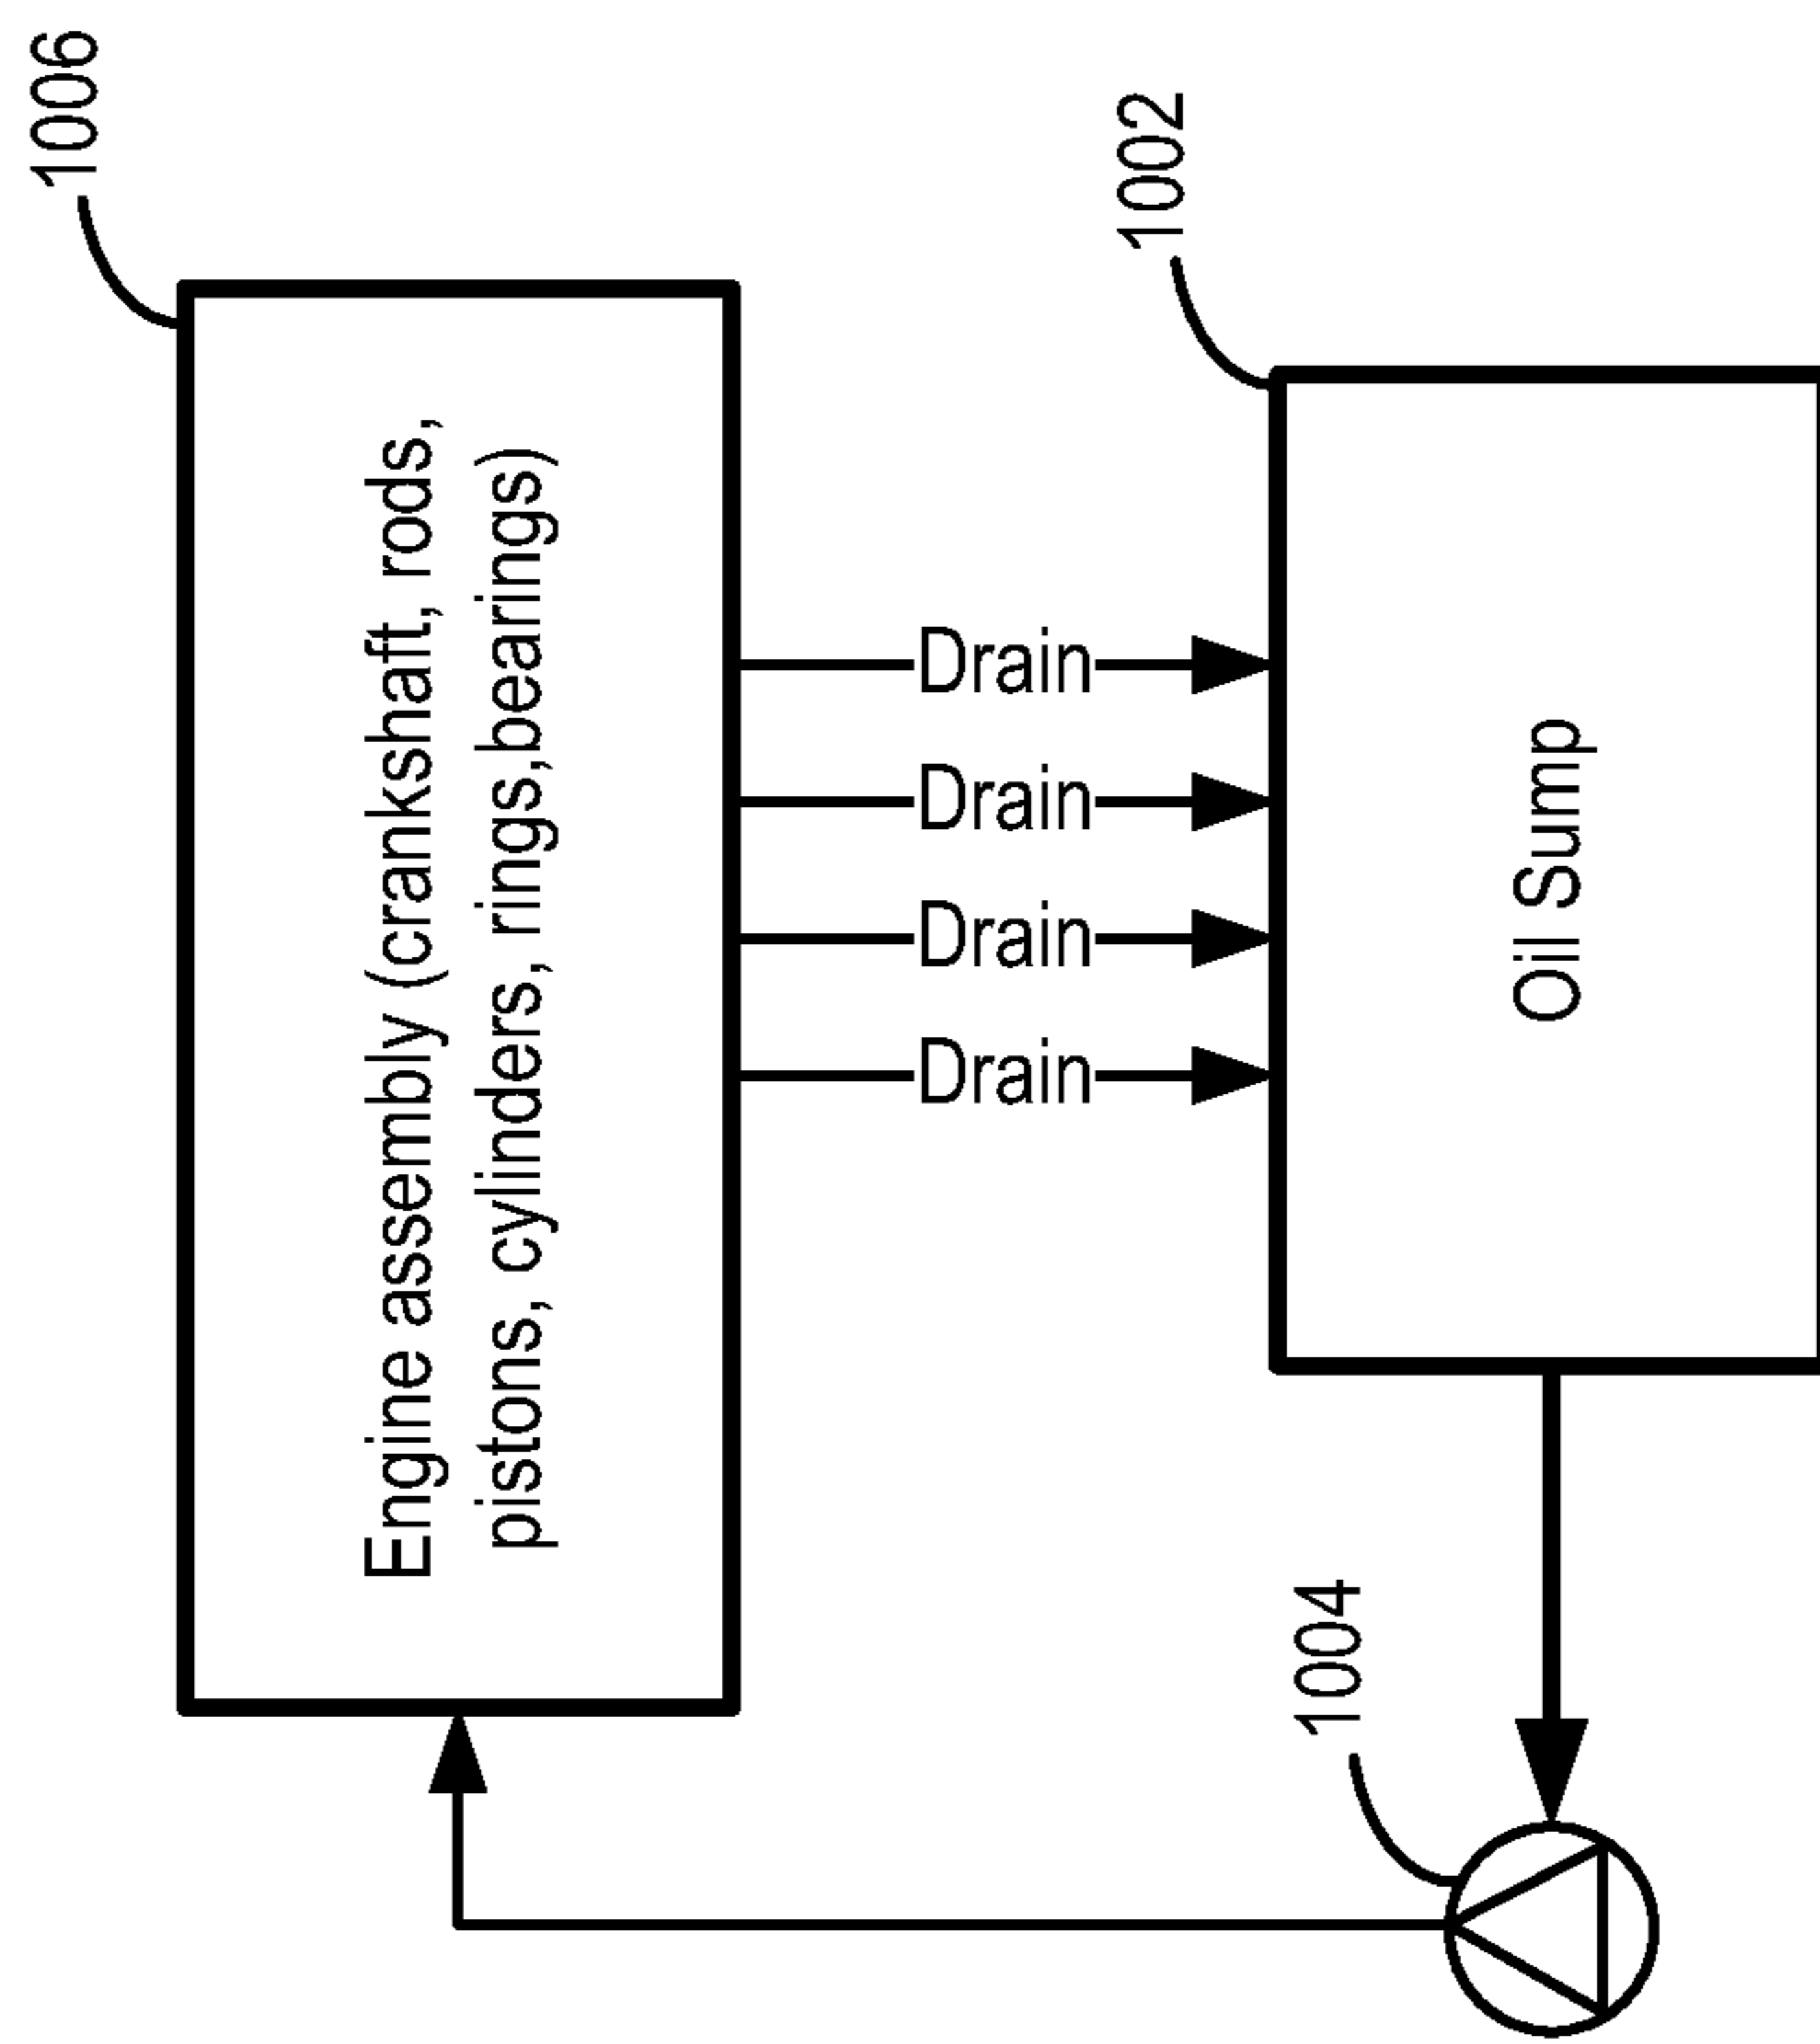 1006
Engine assembly (crankshaft, rods,
pistons, cylinders, rings,bearings)
Drain
Drain
Drain
Drain
1002
Oil Sump
1004